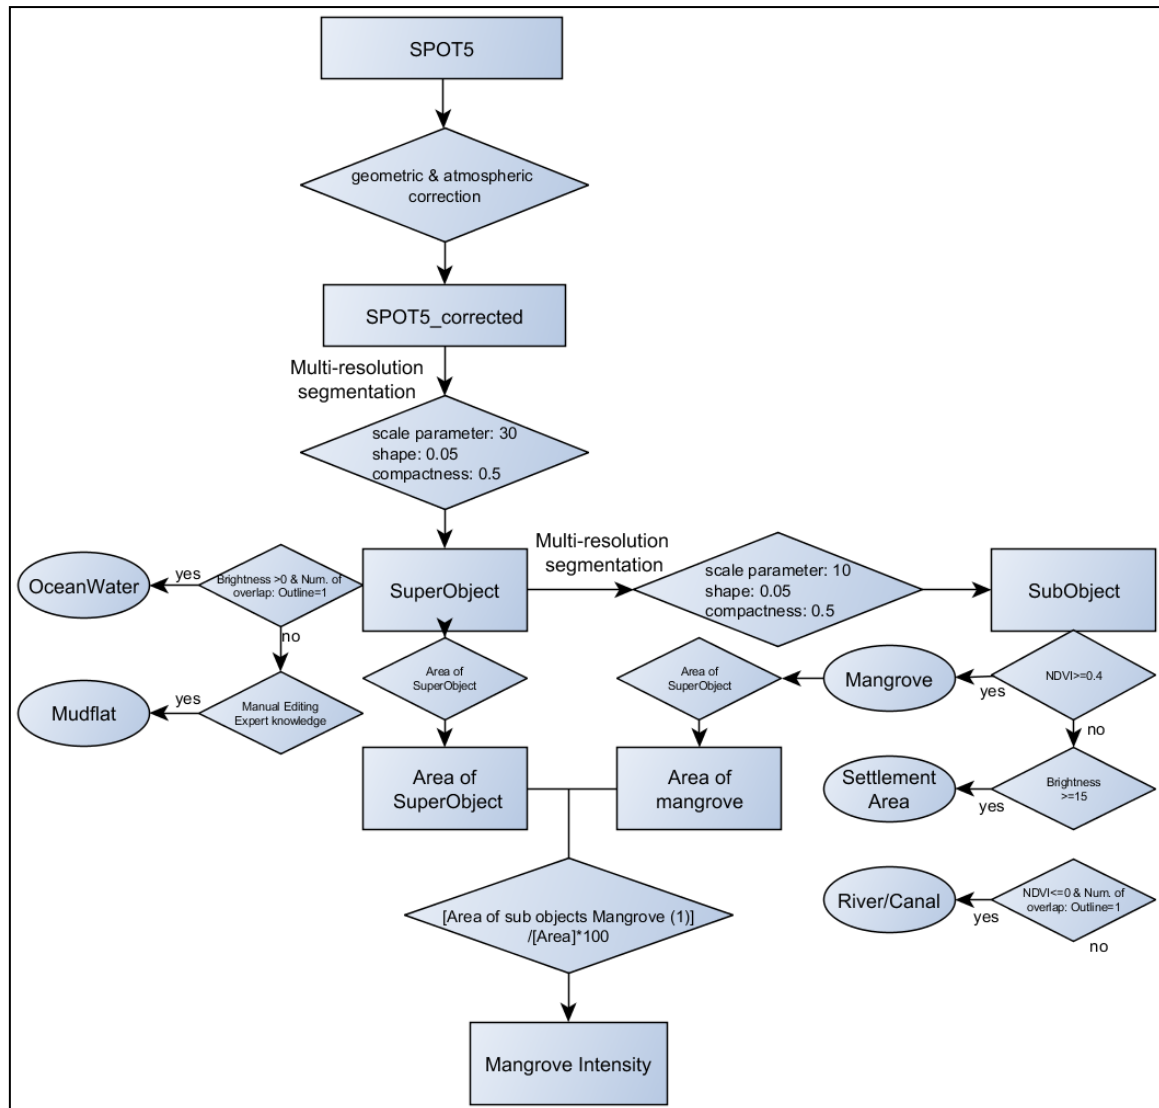 SPOT5
geometric & atmospheric
correction
SPOT5_corrected
Multi-resolution
segmentation
scale parameter: 30
shape: 0.05
compactness: 0.5
OceanWater
yes
Brightness >0 & Num. of
overlap: Outline=1
no
SuperObject
Multi-resolution
segmentation
scale parameter: 10
shape: 0.05
compactness: 0.5
SubObject
Mudflat
yes
Manual Editing
Expert knowledge
Area of
SuperObject
Area of
SuperObject
Mangrove
yes
NDVI>=0.4
no
Area of
SuperObject
Area of
mangrove
Settlement
Area
yes
Brightness
>=15
[Area of sub objects Mangrove (1)]
/[Area]*100
River/Canal
yes
NDVI<=0 & Num. of
overlap: Outline=1
no
Mangrove Intensity